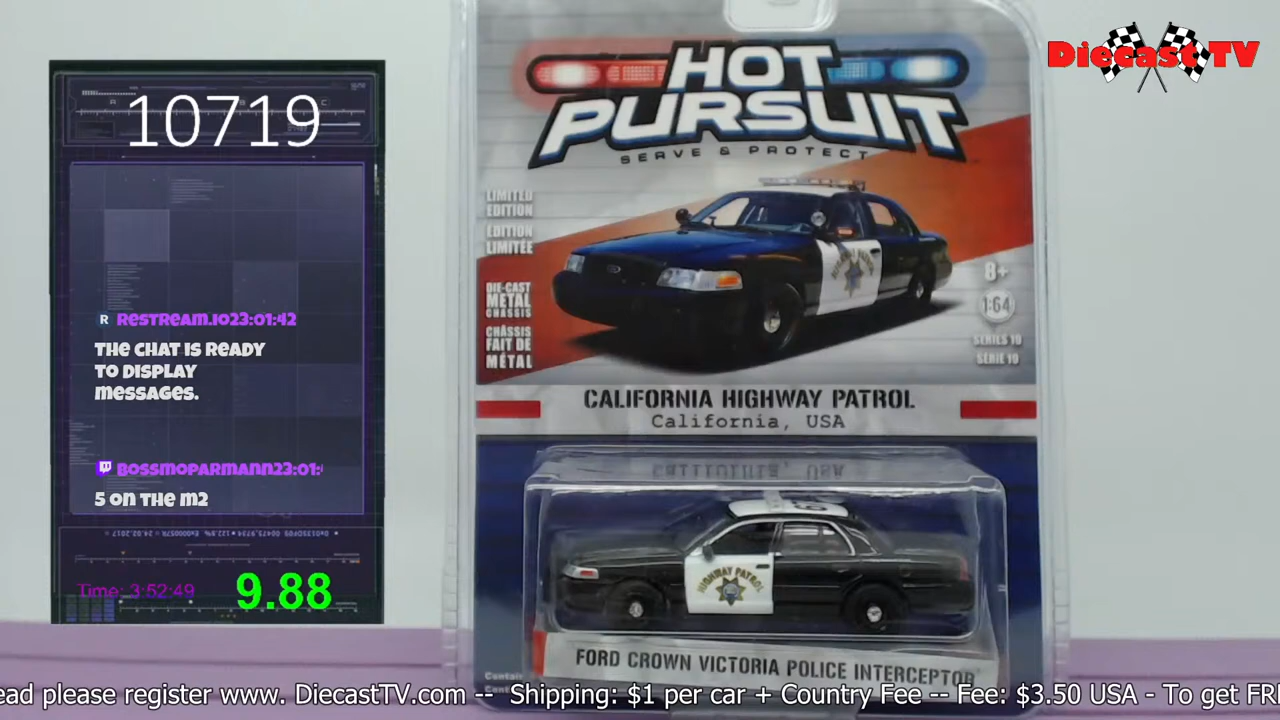 Diecast TV
10719
RESTREAM.IO23:01:42
THE CHAT IS READY
TO DISPLAY
MESSAGES.
BOSSMOPARMANN23:01:
5 ON THE M2
Time: 3:52:49
9.88
HOT
PURSUIT
SERVE & PROTECT
LIMITED
EDITION
EDITION
LIMITÉE
DIE-CAST
METAL
CHASSIS
CHÂSSIS
FAIT DE
MÉTAL
8+
1:64
SERIES 10
SÉRIE 10
CALIFORNIA HIGHWAY PATROL
California, USA
HIGHWAY PATROL
FORD CROWN VICTORIA POLICE INTERCEPTOR
ead please register www. DiecastTV.com -- Shipping: $1 per car + Country Fee -- Fee: $3.50 USA - To get FR